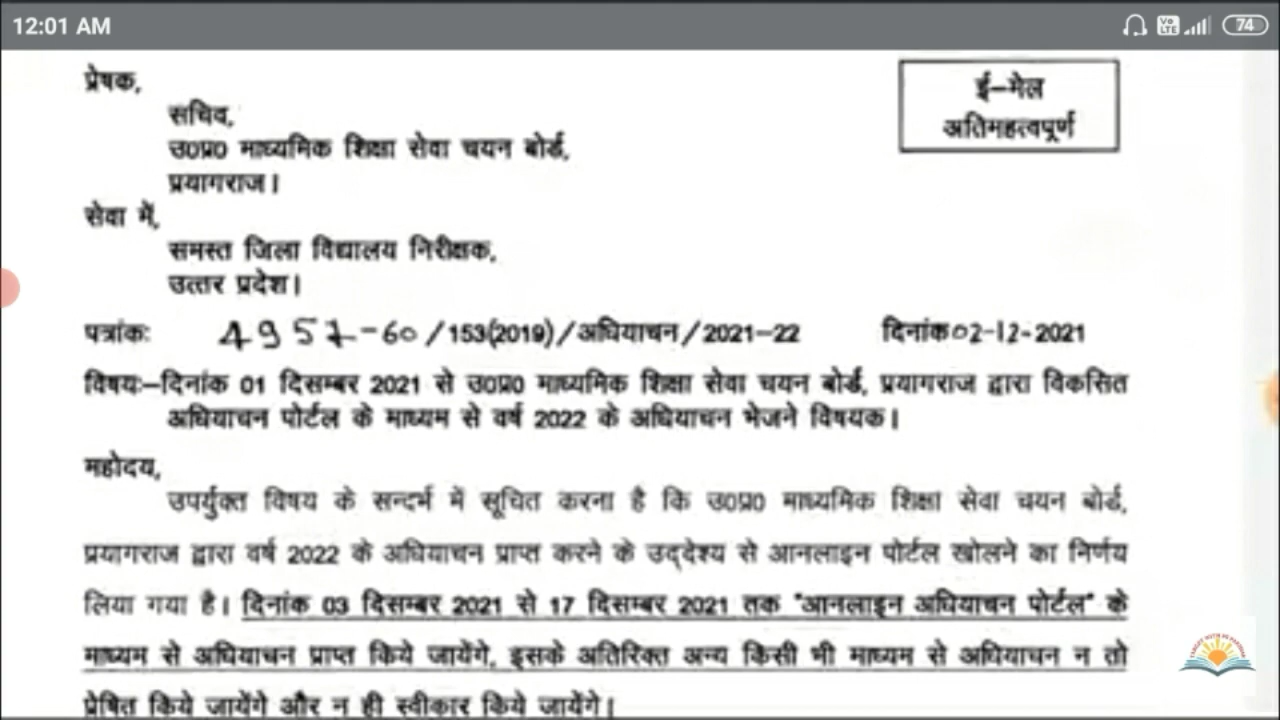 12:01 AM
Vo LTE
74
ई–मेल
अतिमहत्वपूर्ण
प्रेषक,
सचिव,
उ0प्र0 माध्यमिक शिक्षा सेवा चयन बोर्ड,
प्रयागराज।
सेवा में,
समस्त जिला विद्यालय निरीक्षक,
उत्तर प्रदेश।
पत्रांकः 4957-60/153(2019)/अधियाचन/2021–22 दिनांक 02-12-2021
विषयः–दिनांक 01 दिसम्बर 2021 से उ0प्र0 माध्यमिक शिक्षा सेवा चयन बोर्ड, प्रयागराज द्वारा विकसित
अधियाचन पोर्टल के माध्यम से वर्ष 2022 के अधियाचन भेजने विषयक।
महोदय,
उपर्युक्त विषय के सन्दर्भ में सूचित करना है कि उ0प्र0 माध्यमिक शिक्षा सेवा चयन बोर्ड,
प्रयागराज द्वारा वर्ष 2022 के अधियाचन प्राप्त करने के उद्देश्य से आनलाइन पोर्टल खोलने का निर्णय
लिया गया है। दिनांक 03 दिसम्बर 2021 से 17 दिसम्बर 2021 तक "आनलाइन अधियाचन पोर्टल" के
माध्यम से अधियाचन प्राप्त किये जायेंगे, इसके अतिरिक्त अन्य किसी भी माध्यम से अधियाचन न तो
प्रेषित किये जायेंगे और न ही स्वीकार किये जायेंगे।